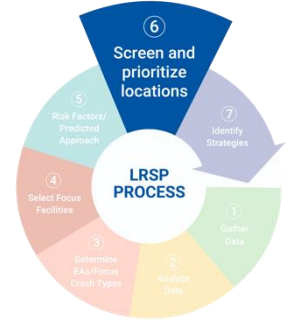 6
Screen and
prioritize
locations
7
Identify
Strategies
1
Gather
Data
2
Analyze
Data
3
Determine
EAs/Focus
Crash Types
4
Select Focus
Facilities
5
Risk Factors/
Predicted
Approach
LRSP
PROCESS